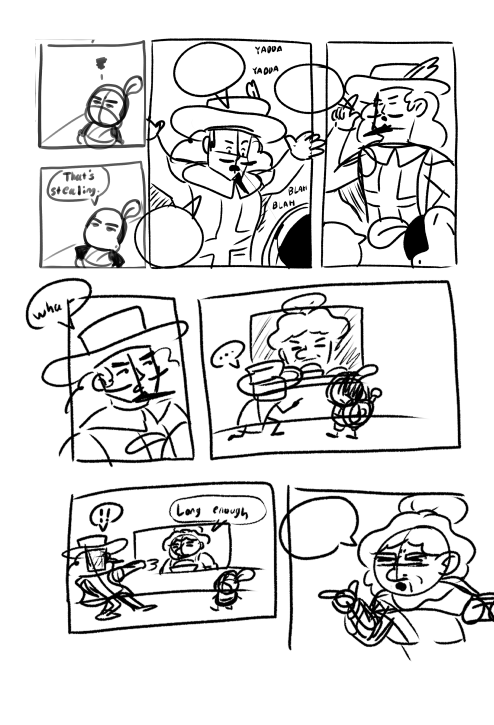 That's
stealing.
YADDA
YADDA
BLAH
BLAH
wha
...
!!
Long enough